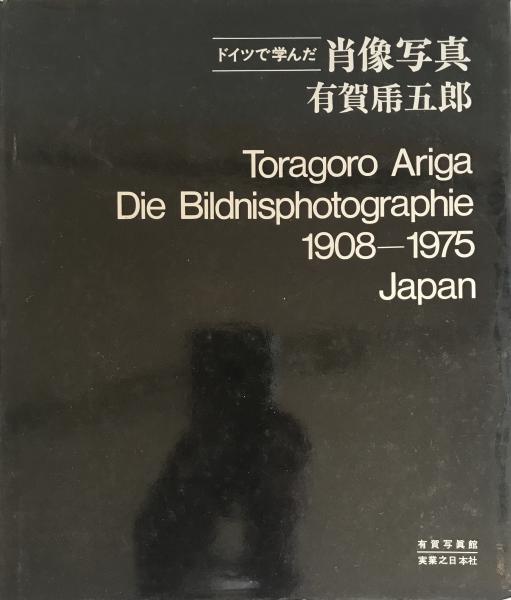 ドイツで学んだ 肖像写真
有賀乕五郎
Toragoro Ariga
Die Bildnisphotographie
1908—1975
Japan
有賀写眞館
実業之日本社